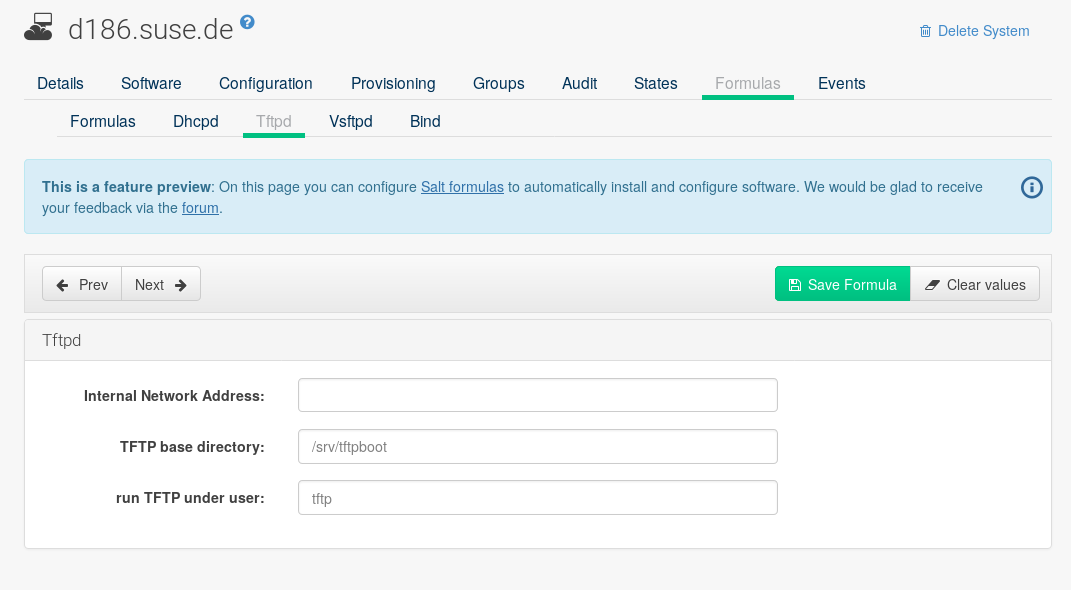 d186.suse.de ?
Delete System
Details Software Configuration Provisioning Groups Audit States Formulas Events
Formulas Dhcpd Tftpd Vsftpd Bind
This is a feature preview: On this page you can configure Salt formulas to automatically install and configure software. We would be glad to receive
your feedback via the forum.
Prev Next Save Formula Clear values
Tftpd
Internal Network Address:
TFTP base directory: /srv/tftpboot
run TFTP under user: tftp